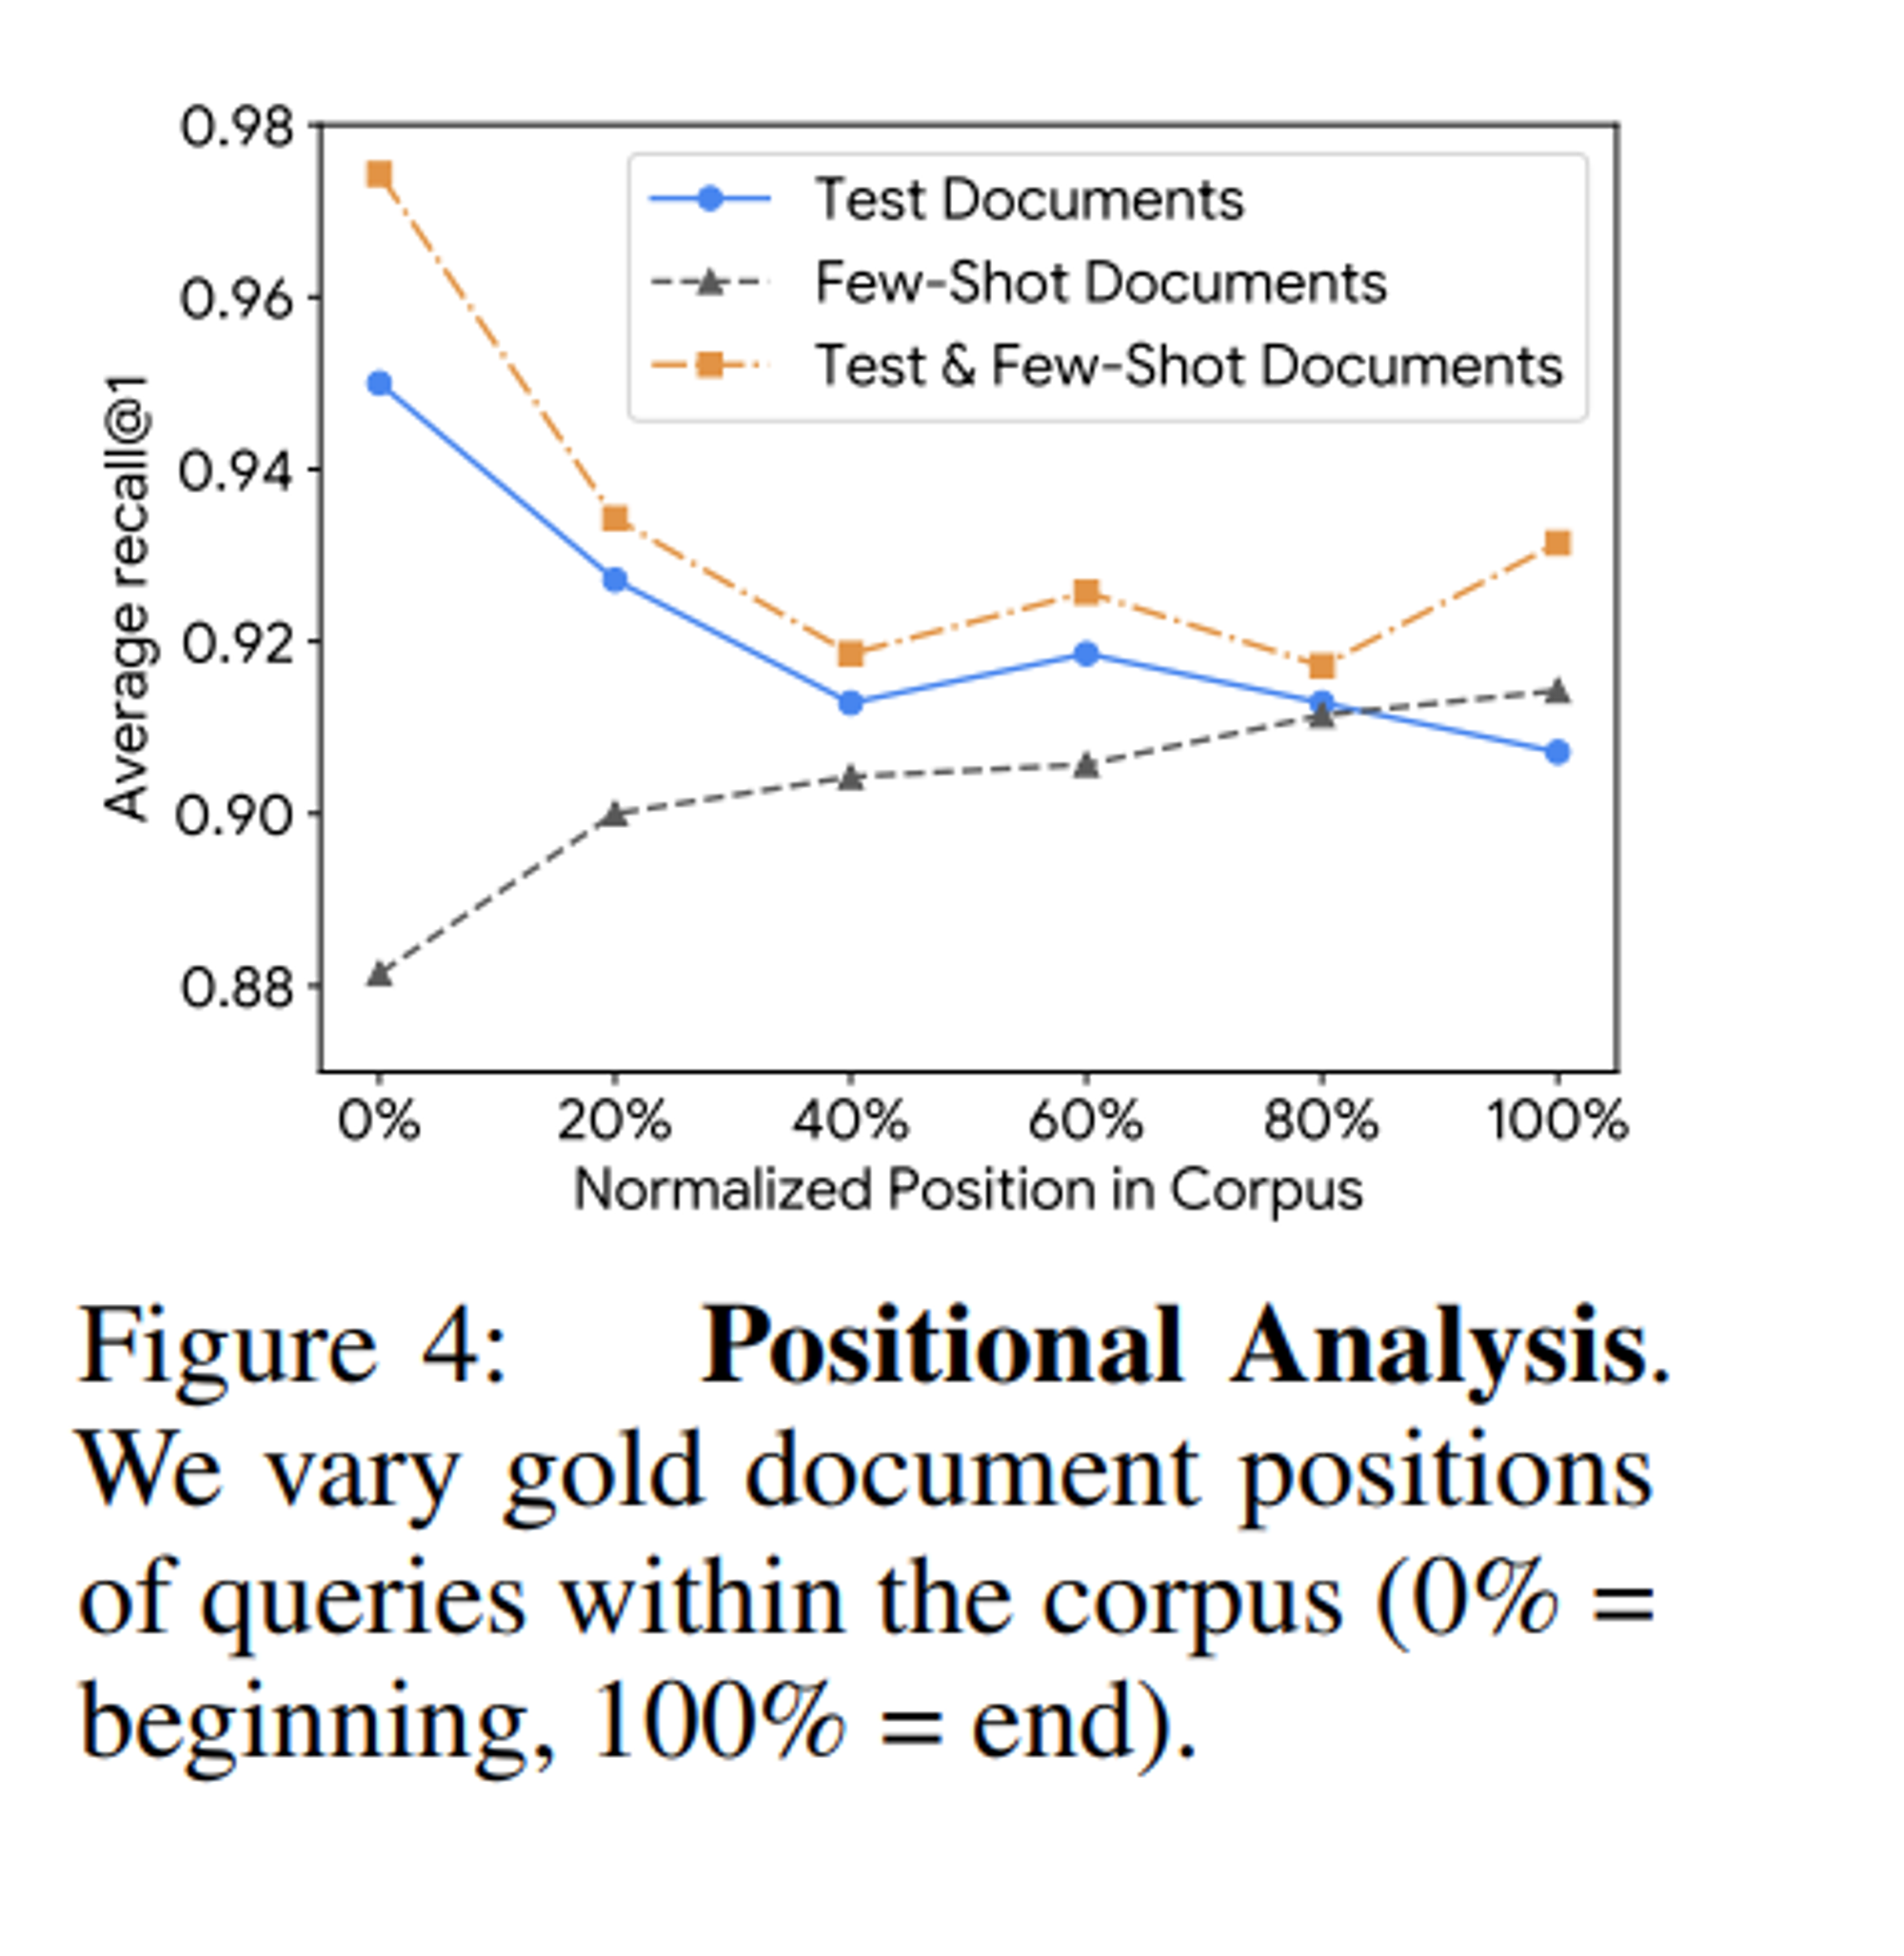 0.98
0.96
0.94
0.92
0.90
0.88
Average recall@1
Test Documents
Few-Shot Documents
Test & Few-Shot Documents
0% 20% 40% 60% 80% 100%
Normalized Position in Corpus
Figure 4: Positional Analysis.
We vary gold document positions
of queries within the corpus (0% =
beginning, 100% = end).